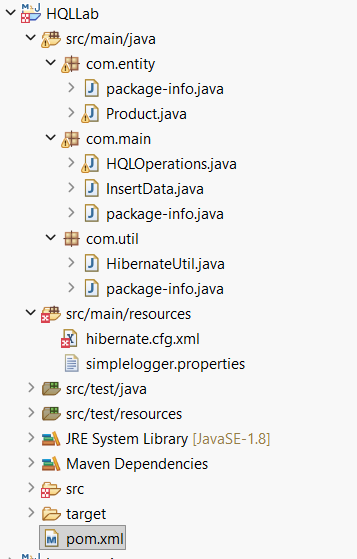 HQLLab
src/main/java
com.entity
package-info.java
Product.java
com.main
HQLOperations.java
InsertData.java
package-info.java
com.util
HibernateUtil.java
package-info.java
src/main/resources
hibernate.cfg.xml
simplelogger.properties
src/test/java
src/test/resources
JRE System Library [JavaSE-1.8]
Maven Dependencies
src
target
pom.xml